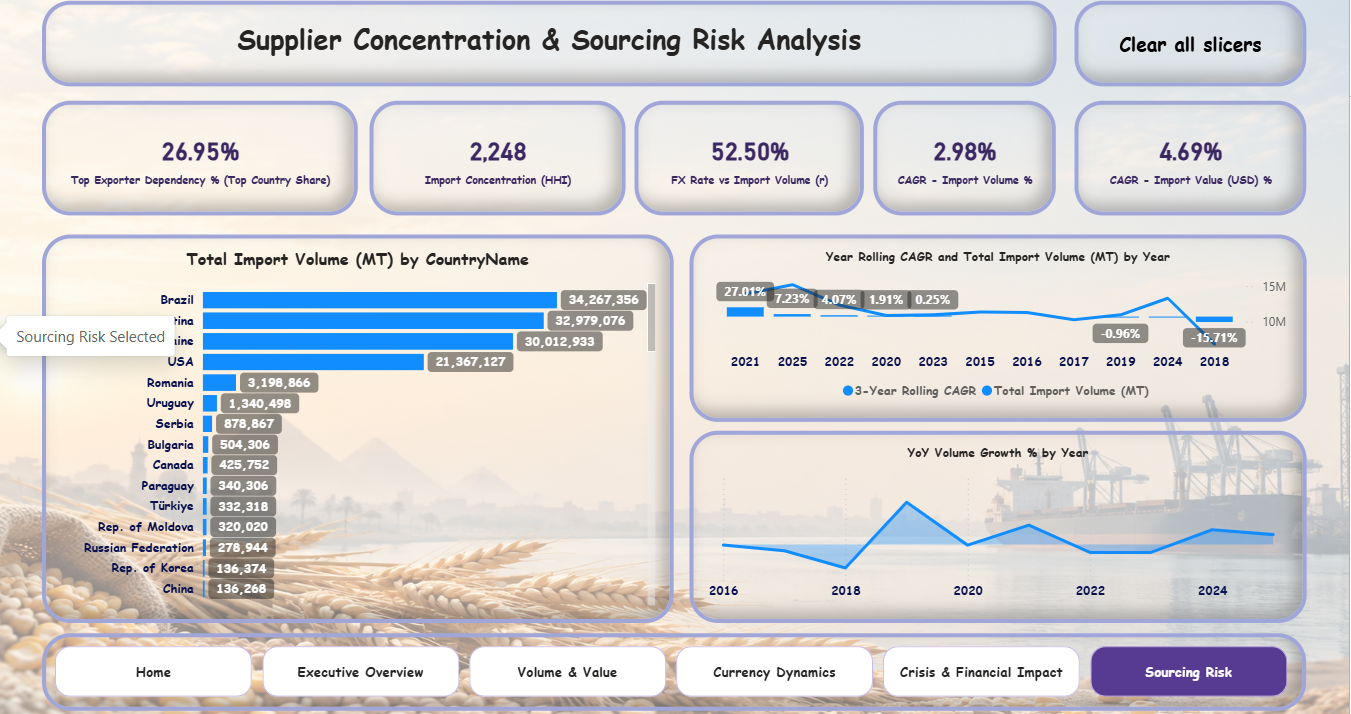 Supplier Concentration & Sourcing Risk Analysis
Clear all slicers
26.95%
Top Exporter Dependency % (Top Country Share)
2,248
Import Concentration (HHI)
52.50%
FX Rate vs Import Volume (r)
2.98%
CAGR - Import Volume %
4.69%
CAGR - Import Value (USD) %
Total Import Volume (MT) by CountryName
Brazil 34,267,356
tina 32,979,076
aine 30,012,933
USA 21,367,127
Romania 3,198,866
Uruguay 1,340,498
Serbia 878,867
Bulgaria 504,306
Canada 425,752
Paraguay 340,306
Türkiye 332,318
Rep. of Moldova 320,020
Russian Federation 278,944
Rep. of Korea 136,374
China 136,268
Sourcing Risk Selected
Year Rolling CAGR and Total Import Volume (MT) by Year
15M
10M
27.01% 7.23% 4.07% 1.91% 0.25%
-0.96% -15.71%
2021 2025 2022 2020 2023 2015 2016 2017 2019 2024 2018
3-Year Rolling CAGR Total Import Volume (MT)
YoY Volume Growth % by Year
2016 2018 2020 2022 2024
Home
Executive Overview
Volume & Value
Currency Dynamics
Crisis & Financial Impact
Sourcing Risk